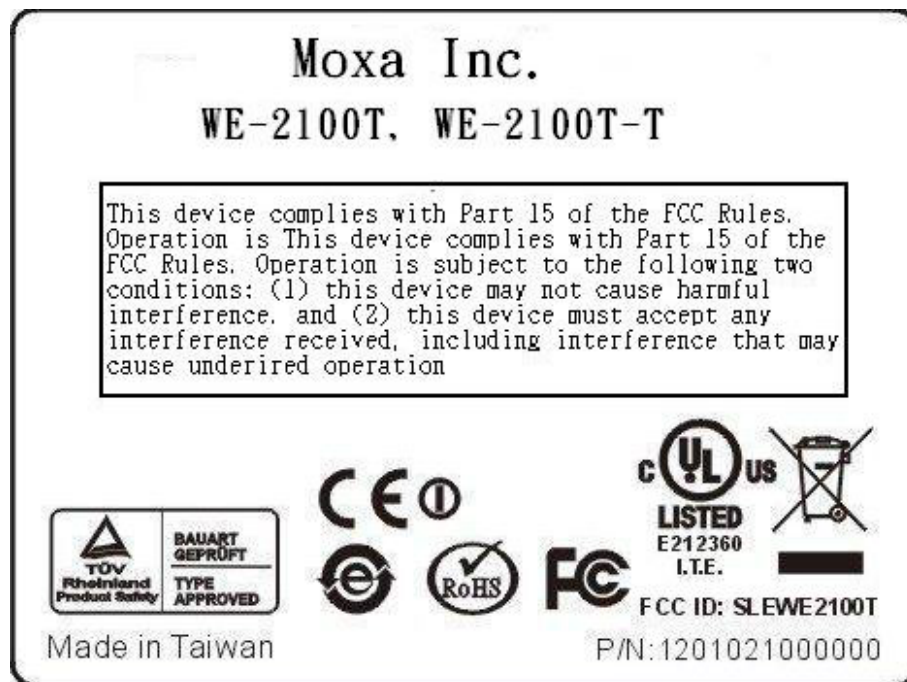 Moxa Inc.
WE-2100T, WE-2100T-T
This device complies with Part 15 of the FCC Rules.
Operation is This device complies with Part 15 of the
FCC Rules. Operation is subject to the following two
conditions: (1) this device may not cause harmful
interference, and (2) this device must accept any
interference received, including interference that may
cause underired operation
C UL US
LISTED
E212360
I.T.E.
CE
TÜV
Rheinland
Product Safety
BAUART
GEPRÜFT
TYPE
APPROVED
e
RoHS
FC
FCC ID: SLEWE2100T
Made in Taiwan
P/N:1201021000000